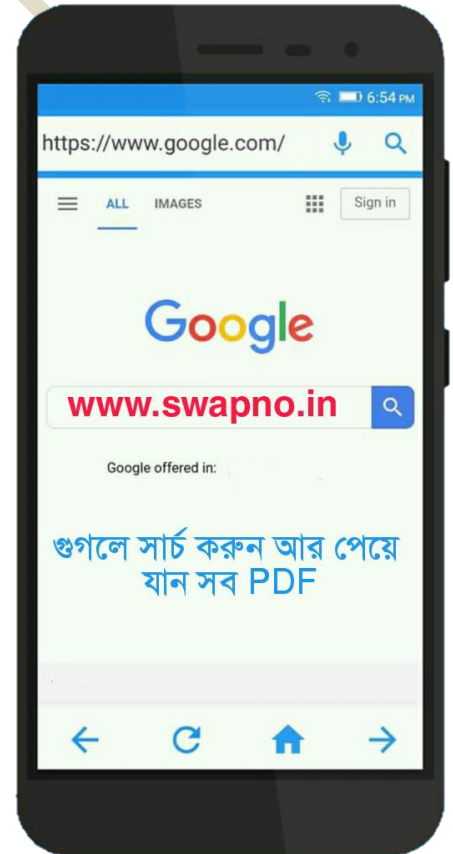 6:54 PM
https://www.google.com/
ALL IMAGES Sign in
Google
www.swapno.in
Google offered in:
গুগলে সার্চ করুন আর পেয়ে
যান সব PDF